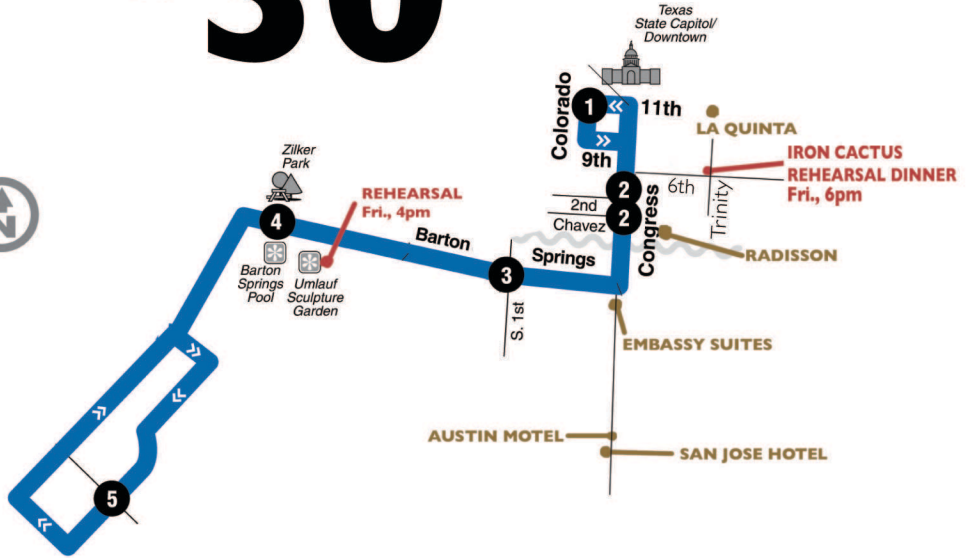 30
Texas
State Capitol/
Downtown
Colorado
1
11th
9th
LA QUINTA
IRON CACTUS
REHEARSAL DINNER
Fri., 6pm
6th
Trinity
2
2nd
2
Chavez
Congress
RADISSON
Zilker
Park
REHEARSAL
Fri., 4pm
4
N
Barton
Springs
Barton
Springs
Pool
Umlauf
Sculpture
Garden
3
S. 1st
EMBASSY SUITES
AUSTIN MOTEL
SAN JOSE HOTEL
5